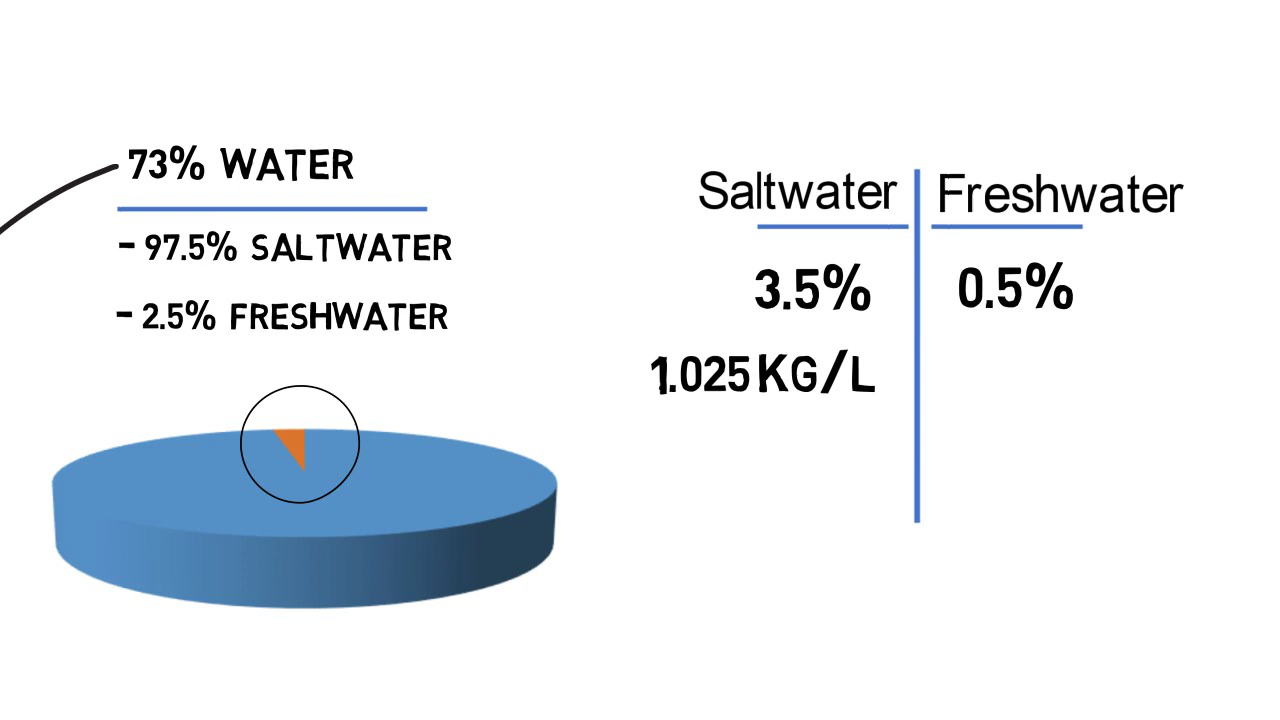 73% WATER
- 97.5% SALTWATER
- 2.5% FRESHWATER
Saltwater
Freshwater
3.5%
0.5%
1.025 KG/L